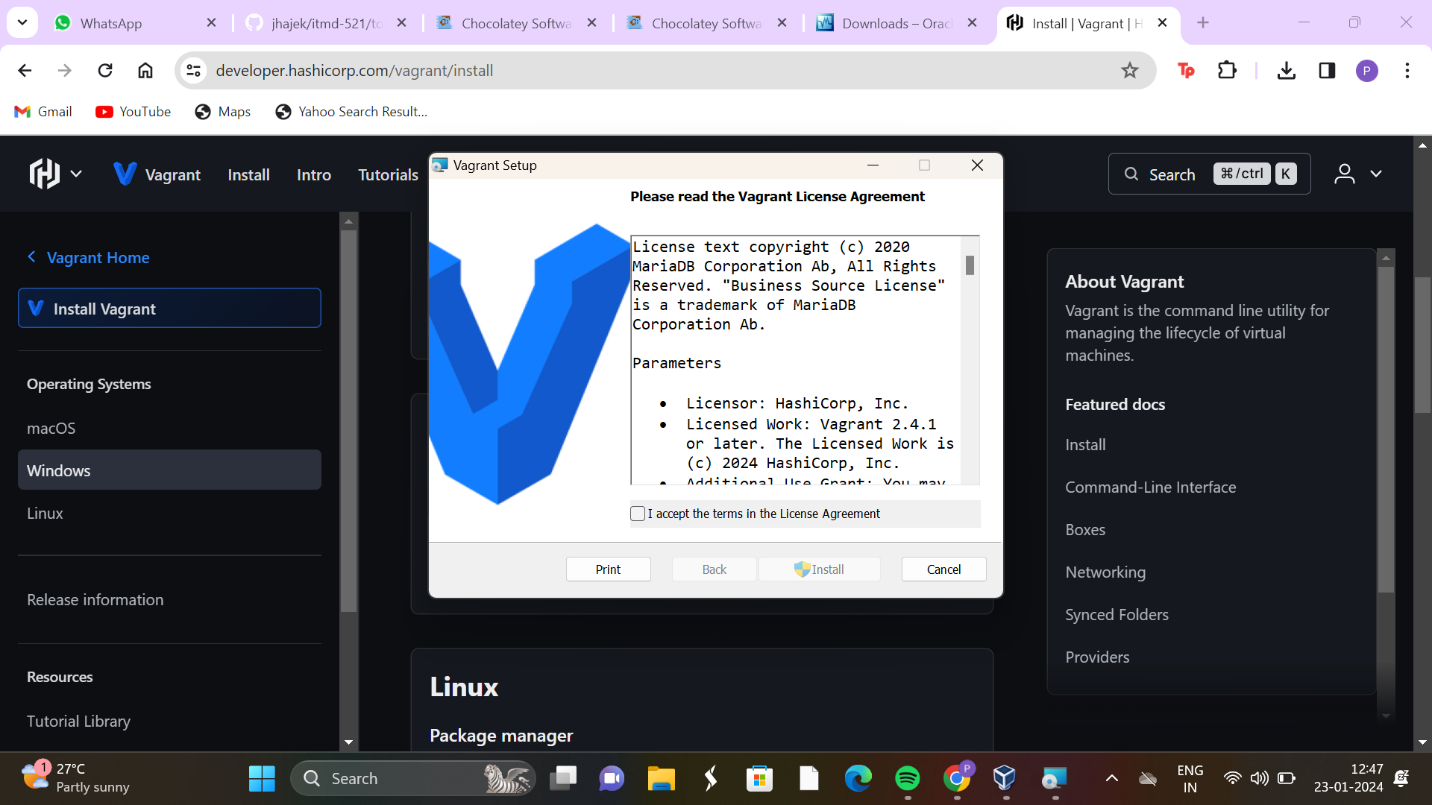 WhatsApp
jhajek/itmd-521/to
Chocolatey Softwa
Chocolatey Softwa
Downloads – Orac
Install | Vagrant | H
developer.hashicorp.com/vagrant/install
Tp
P
Gmail
YouTube
Maps
Yahoo Search Result...
Vagrant
Install
Intro
Tutorials
Search
⌘/ctrl
K
Vagrant Home
Install Vagrant
Operating Systems
macOS
Windows
Linux
Release information
Resources
Tutorial Library
Vagrant Setup
Please read the Vagrant License Agreement
License text copyright (c) 2020
MariaDB Corporation Ab, All Rights
Reserved. "Business Source License"
is a trademark of MariaDB
Corporation Ab.
Parameters
• Licensor: HashiCorp, Inc.
• Licensed Work: Vagrant 2.4.1
or later. The Licensed Work is
(c) 2024 HashiCorp, Inc.
• Additional Use Grant: You may
I accept the terms in the License Agreement
Print
Back
Install
Cancel
Linux
Package manager
About Vagrant
Vagrant is the command line utility for
managing the lifecycle of virtual
machines.
Featured docs
Install
Command-Line Interface
Boxes
Networking
Synced Folders
Providers
1
27°C
Partly sunny
Search
P
ENG
IN
12:47
23-01-2024